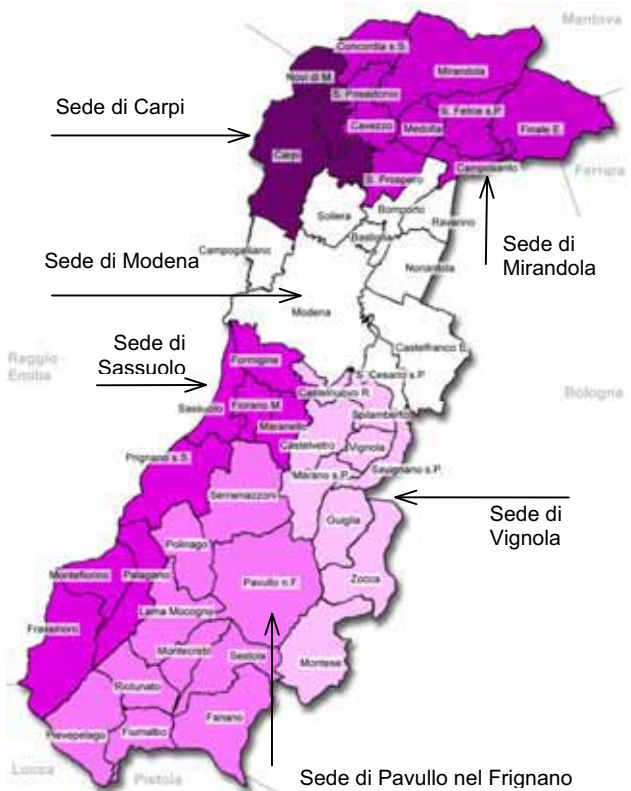 Mantova
Concordia s.S.
Novi di M.
Mirandola
S. Possidonio
Sede di Carpi
Cavezzo
Medolla
S. Felice s.P.
Finale E.
Carpi
S. Prospero
Camposanto
Ferrara
Soliera
Bomporto
Ravarino
Bastiglia
Campogalliano
Nonantola
Sede di
Mirandola
Sede di Modena
Modena
Castelfranco E.
Sede di
Sassuolo
Reggio
Emilia
Formigine
S. Cesario s.P.
Castelnuovo R.
Bologna
Sassuolo
Fiorano M.
Spilamberto
Maranello
Castelvetro
Vignola
Prignano s.S.
Marano s.P.
Savignano s.P.
Serramazzoni
Guiglia
Sede di
Vignola
Polinago
Montefiorino
Palagano
Pavullo n.F
Zocca
Lama Mocogno
Frassinoro
Montecreto
Sestola
Montese
Riolunato
Fanano
Pievepelago
Fiumalbo
Lucca
Pistoia
Sede di Pavullo nel Frignano